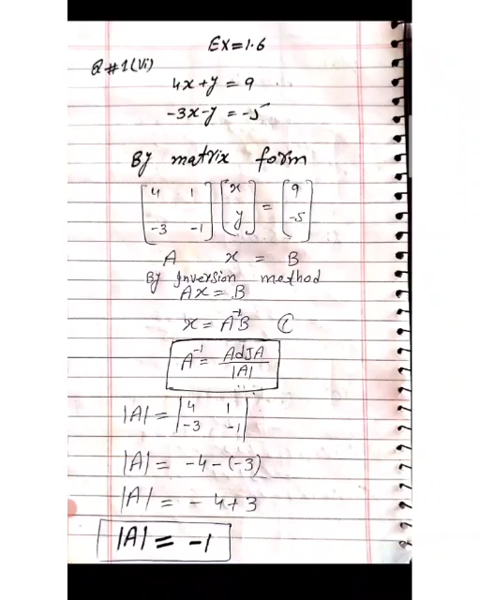 Ex=1.6
Q#1(vi)
4x+y = 9
-3x-y = -5
By matrix form
[4 1; -3 -1] [x; y] = [9; -5]
A x = B
By Inversion method
AX = B
x = A⁻¹B C
A⁻¹ = AdJA / |A|
|A| = |4 1; -3 -1|
|A| = -4-(-3)
|A| = -4+3
|A| = -1